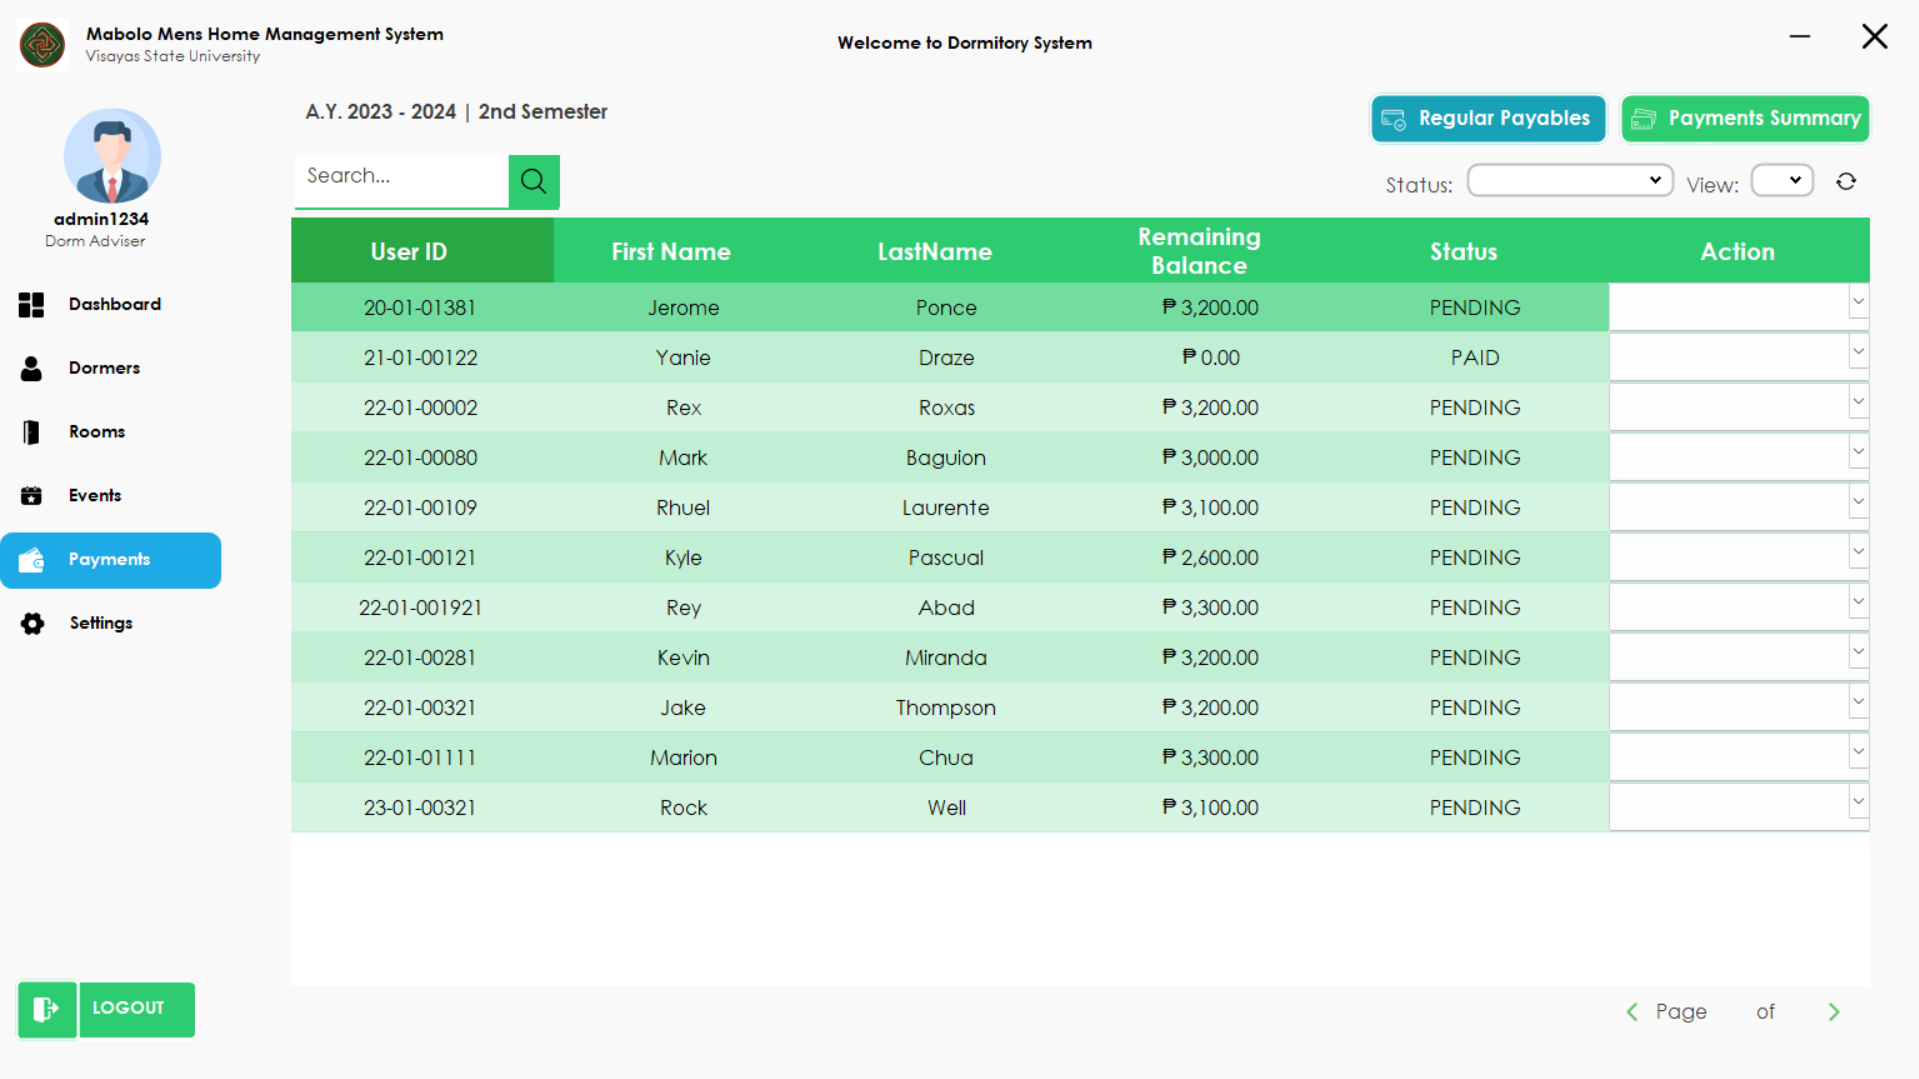 Mabolo Mens Home Management System
Visayas State University
Welcome to Dormitory System
admin1234
Dorm Adviser
Dashboard
Dormers
Rooms
Events
Payments
Settings
LOGOUT
A.Y. 2023 - 2024 | 2nd Semester
Regular Payables
Payments Summary
Search...
Status:
View:
User ID First Name LastName Remaining Balance Status Action
20-01-01381 Jerome Ponce ₱ 3,200.00 PENDING
21-01-00122 Yanie Draze ₱ 0.00 PAID
22-01-00002 Rex Roxas ₱ 3,200.00 PENDING
22-01-00080 Mark Baguion ₱ 3,000.00 PENDING
22-01-00109 Rhuel Laurente ₱ 3,100.00 PENDING
22-01-00121 Kyle Pascual ₱ 2,600.00 PENDING
22-01-001921 Rey Abad ₱ 3,300.00 PENDING
22-01-00281 Kevin Miranda ₱ 3,200.00 PENDING
22-01-00321 Jake Thompson ₱ 3,200.00 PENDING
22-01-01111 Marion Chua ₱ 3,300.00 PENDING
23-01-00321 Rock Well ₱ 3,100.00 PENDING
Page of